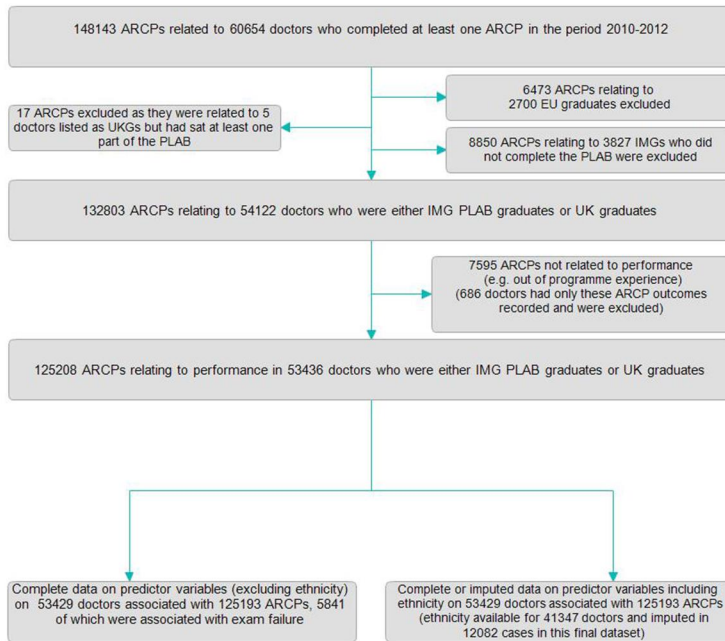 148143 ARCPs related to 60654 doctors who completed at least one ARCP in the period 2010-2012
6473 ARCPs relating to
2700 EU graduates excluded
17 ARCPs excluded as they were related to 5
doctors listed as UKGs but had sat at least one
part of the PLAB
8850 ARCPs relating to 3827 IMGs who did
not complete the PLAB were excluded
132803 ARCPs relating to 54122 doctors who were either IMG PLAB graduates or UK graduates
7595 ARCPs not related to performance
(e.g. out of programme experience)
(686 doctors had only these ARCP outcomes
recorded and were excluded)
125208 ARCPs relating to performance in 53436 doctors who were either IMG PLAB graduates or UK graduates
Complete data on predictor variables (excluding ethnicity)
on 53429 doctors associated with 125193 ARCPs, 5841
of which were associated with exam failure
Complete or imputed data on predictor variables including
ethnicity on 53429 doctors associated with 125193 ARCPs
(ethnicity available for 41347 doctors and imputed in
12082 cases in this final dataset)